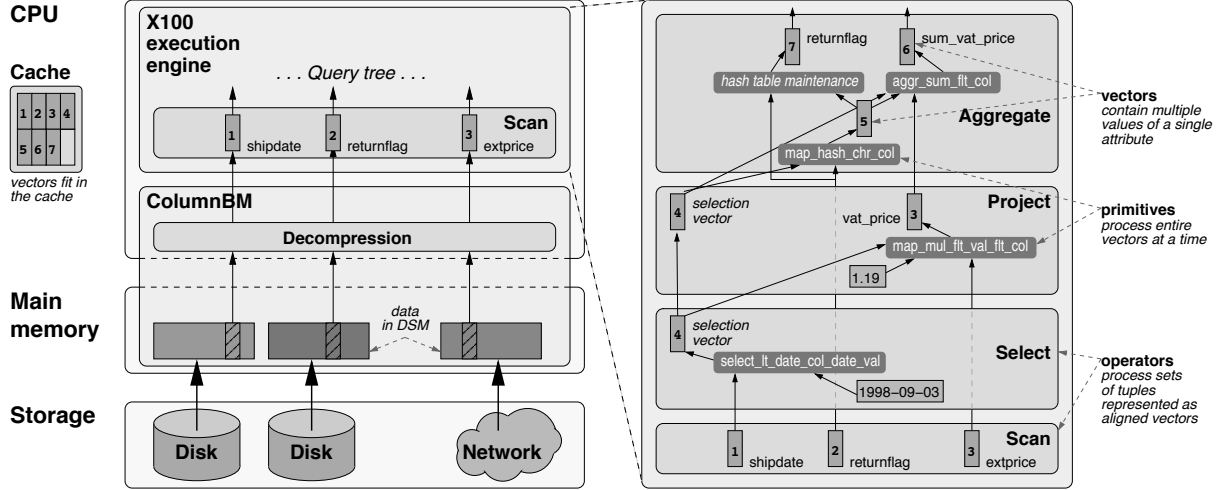 CPU
Cache
1 2 3 4
5 6 7
vectors fit in
the cache
X100
execution
engine
. . . Query tree . . .
Scan
1
shipdate
2
returnflag
3
extprice
ColumnBM
Decompression
Main
memory
data
in DSM
Storage
Disk
Disk
Network
7
returnflag
6
sum_vat_price
hash table maintenance
aggr_sum_flt_col
5
Aggregate
map_hash_chr_col
4
selection
vector
3
Project
vat_price
map_mul_flt_val_flt_col
1.19
4
selection
vector
Select
select_lt_date_col_date_val
1998−09−03
Scan
1
shipdate
2
returnflag
3
extprice
vectors
contain multiple
values of a single
attribute
primitives
process entire
vectors at a time
operators
process sets
of tuples
represented as
aligned vectors